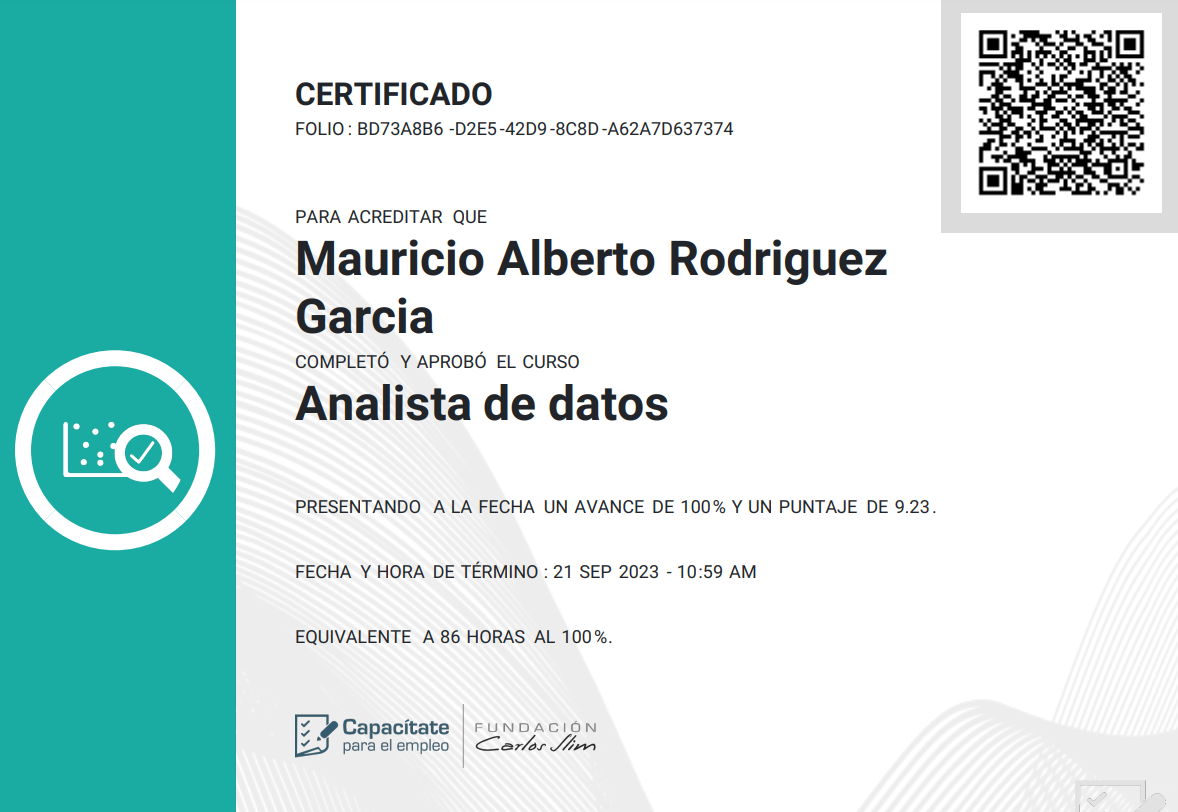 CERTIFICADO
FOLIO : BD73A8B6 -D2E5-42D9-8C8D-A62A7D637374
PARA ACREDITAR QUE
Mauricio Alberto Rodriguez
Garcia
COMPLETÓ Y APROBÓ EL CURSO
Analista de datos
PRESENTANDO A LA FECHA UN AVANCE DE 100% Y UN PUNTAJE DE 9.23.
FECHA Y HORA DE TÉRMINO : 21 SEP 2023 - 10:59 AM
EQUIVALENTE A 86 HORAS AL 100%.
Capacítate
para el empleo
FUNDACIÓN
Carlos Slim